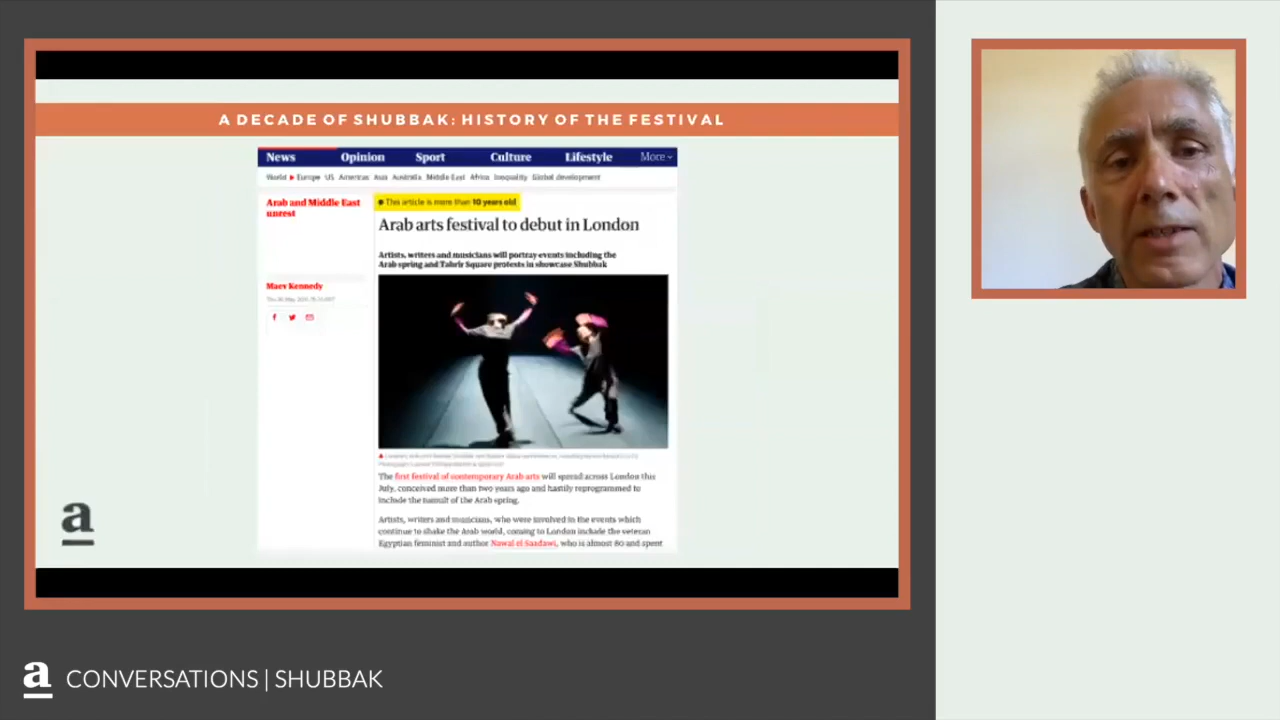 A DECADE OF SHUBBAK: HISTORY OF THE FESTIVAL
News Opinion Sport Culture Lifestyle More
World Europe US Americas Asia Australia Middle East Africa Inequality Global development
Arab and Middle East
unrest
This article is more than 10 years old
Arab arts festival to debut in London
Artists, writers and musicians will portray events including the
Arab spring and Tahrir Square protests in showcase Shubbak
Maev Kennedy
The first festival of contemporary Arab arts will spread across London this
July, conceived more than two years ago and hastily reprogrammed to
include the tumult of the Arab spring.
Artists, writers and musicians, who were involved in the events which
continue to shake the Arab world, coming to London include the veteran
Egyptian feminist and author Nawal el Saadawi, who is almost 80 and spent
a
a CONVERSATIONS | SHUBBAK